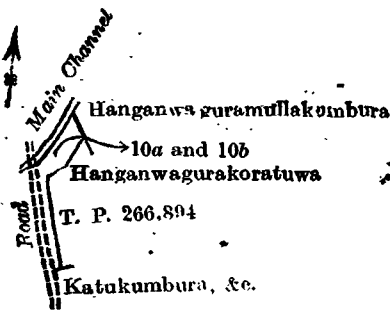 Main Channel
Hanganwaguramullakumbura
10a and 10b
Hanganwagurakoratuwa
Road
T. P. 266,894
Katukumbura, &c.